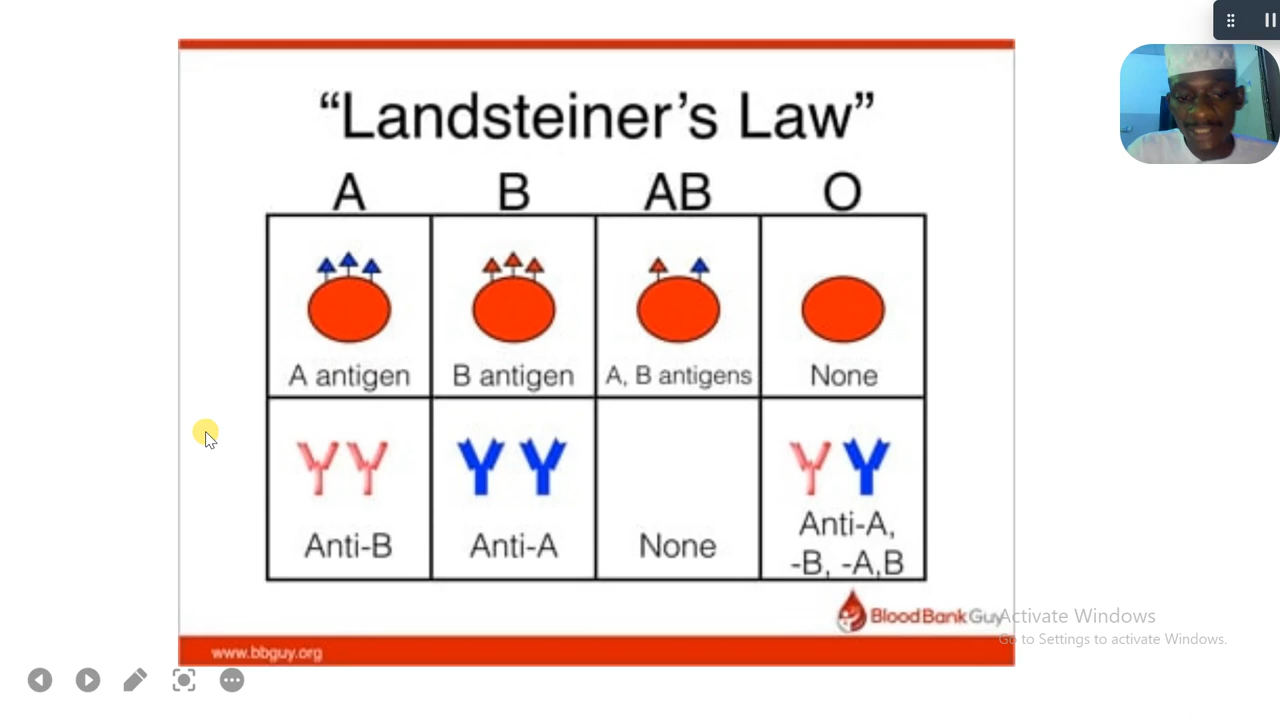 “Landsteiner’s Law”
A B AB O
A antigen B antigen A, B antigens None
Anti-B Anti-A None Anti-A,
-B, -A,B
BloodBankGuy
Activate Windows
Go to Settings to activate Windows.
www.bbguy.org